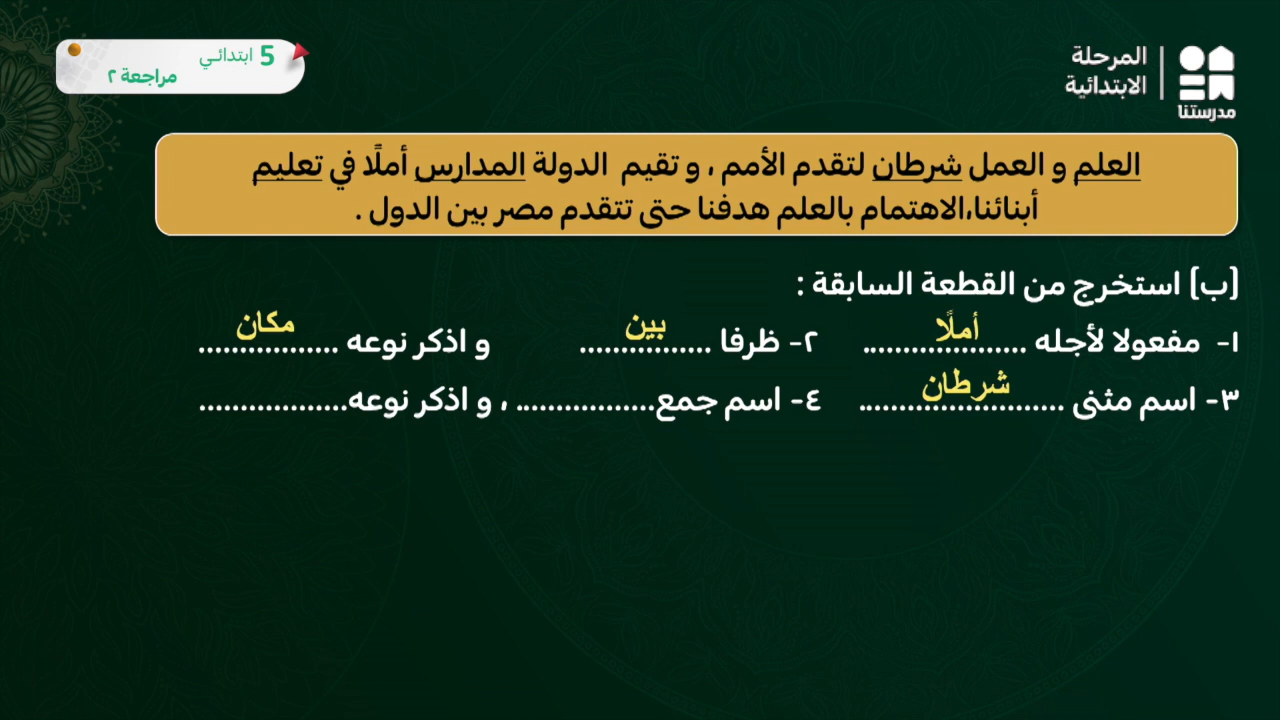 المرحلة
الابتدائية
مدرستنا
5 ابتدائي
مراجعة ٢
العلم و العمل شرطان لتقدم الأمم ، و تقيم الدولة المدارس أملًا في تعليم
أبنائنا،الاهتمام بالعلم هدفنا حتى تتقدم مصر بين الدول .
(ب) استخرج من القطعة السابقة :
١- مفعولا لأجله .....أملًا..... ٢- ظرفا .....بين..... و اذكر نوعه .....مكان.....
٣- اسم مثنى .....شرطان..... ٤- اسم جمع................. ، و اذكر نوعه..................